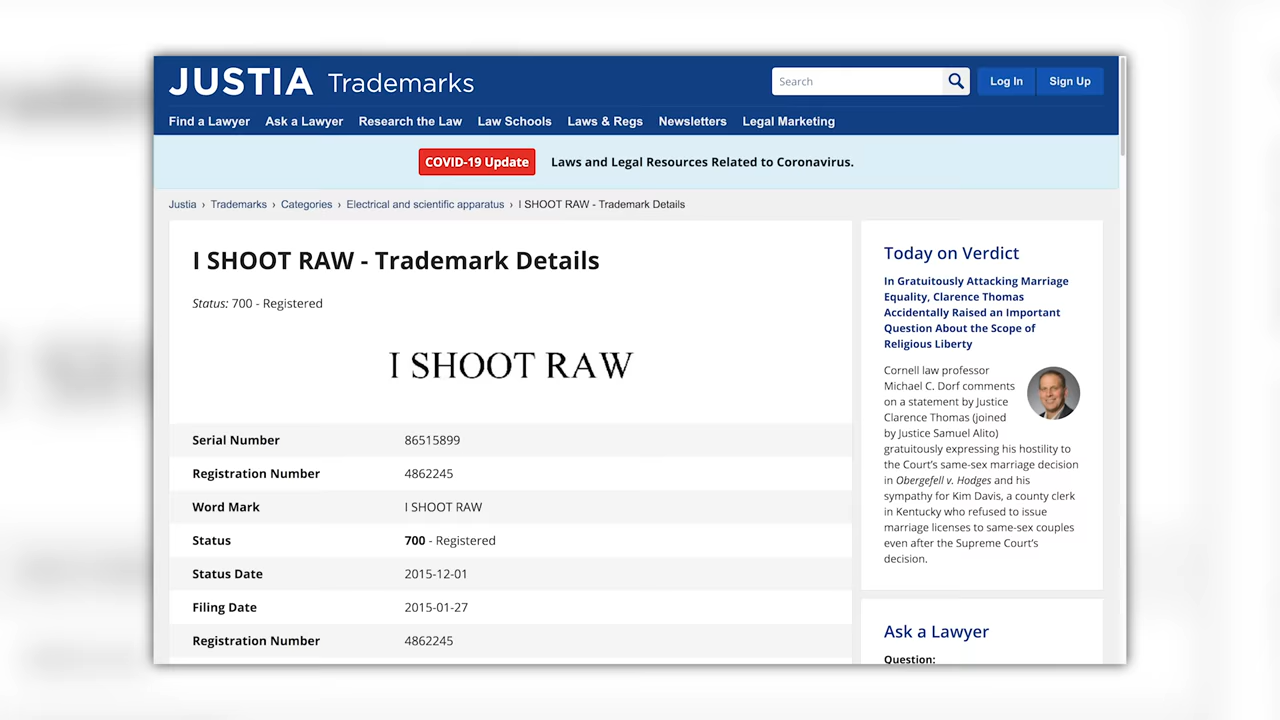 JUSTIA Trademarks
Search
Log In
Sign Up
Find a Lawyer Ask a Lawyer Research the Law Law Schools Laws & Regs Newsletters Legal Marketing
COVID-19 Update Laws and Legal Resources Related to Coronavirus.
Justia › Trademarks › Categories › Electrical and scientific apparatus › I SHOOT RAW - Trademark Details
I SHOOT RAW - Trademark Details
Status: 700 - Registered
I SHOOT RAW
Serial Number 86515899
Registration Number 4862245
Word Mark I SHOOT RAW
Status 700 - Registered
Status Date 2015-12-01
Filing Date 2015-01-27
Registration Number 4862245
Today on Verdict
In Gratuitously Attacking Marriage
Equality, Clarence Thomas
Accidentally Raised an Important
Question About the Scope of
Religious Liberty
Cornell law professor
Michael C. Dorf comments
on a statement by Justice
Clarence Thomas (joined
by Justice Samuel Alito)
gratuitously expressing his hostility to
the Court's same-sex marriage decision
in Obergefell v. Hodges and his
sympathy for Kim Davis, a county clerk
in Kentucky who refused to issue
marriage licenses to same-sex couples
even after the Supreme Court's
decision.
Ask a Lawyer
Question: